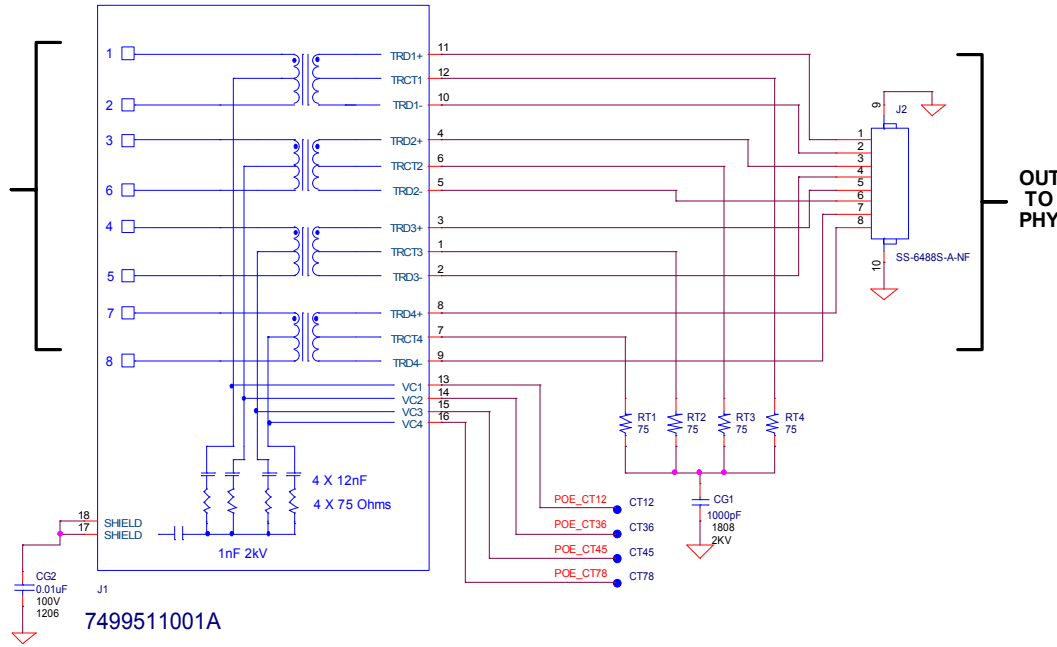 1
TRD1+
11
TRCT1
12
2
TRD1-
10
3
TRD2+
4
TRCT2
6
6
TRD2-
5
4
TRD3+
3
TRCT3
1
5
TRD3-
2
7
TRD4+
8
TRCT4
7
8
TRD4-
9
VC1
13
VC2
14
VC3
15
VC4
16
9
J2
1
2
3
4
5
6
7
8
10
SS-6488S-A-NF
OUT
TO
PHY
RT1
75
RT2
75
RT3
75
RT4
75
4 X 12nF
4 X 75 Ohms
1nF 2kV
POE_CT12
CT12
POE_CT36
CT36
POE_CT45
CT45
POE_CT78
CT78
CG1
1000pF
1808
2KV
18
SHIELD
17
SHIELD
CG2
0.01uF
100V
1206
J1
7499511001A